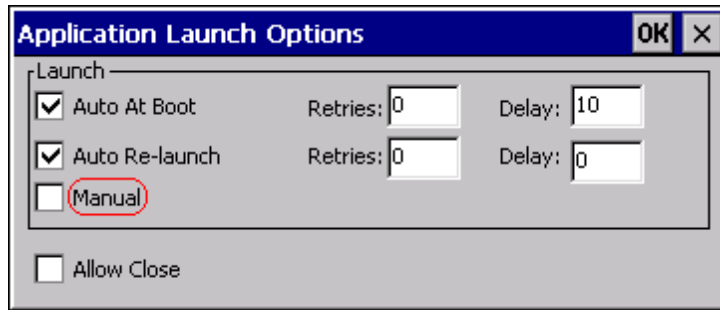 Application Launch Options OK ×
Launch
Auto At Boot Retries: 0 Delay: 10
Auto Re-launch Retries: 0 Delay: 0
Manual
Allow Close